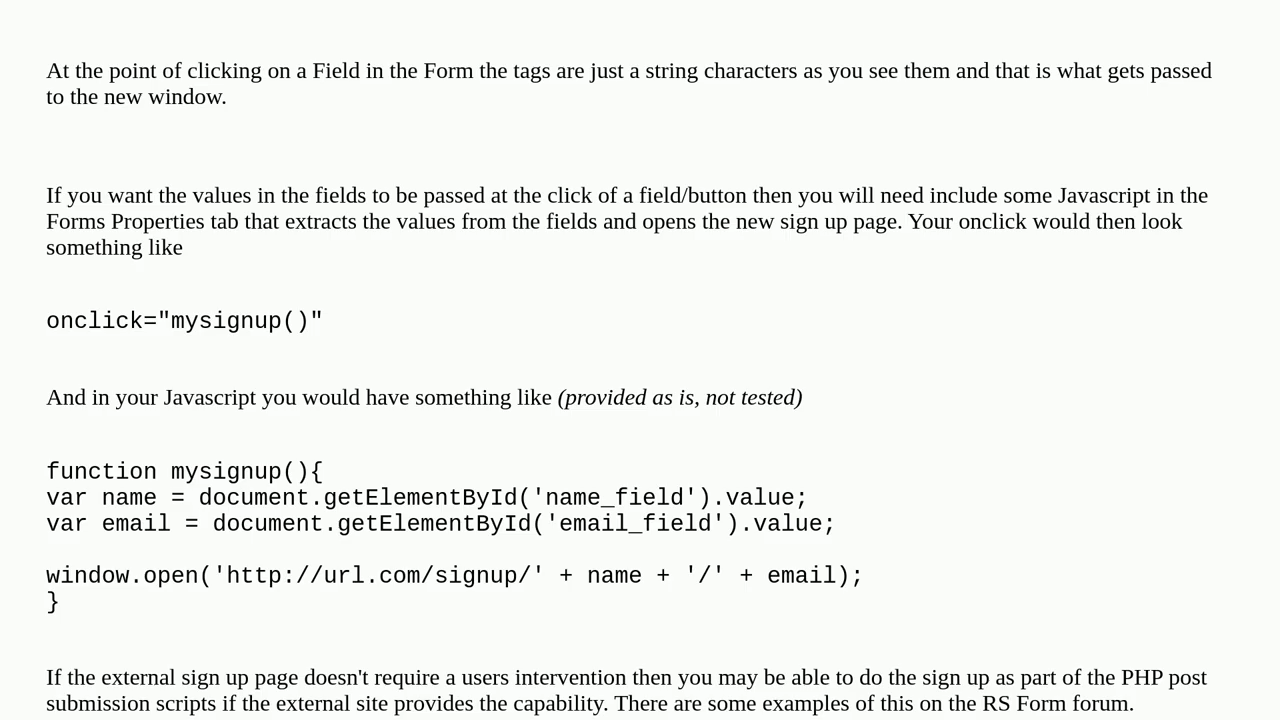 At the point of clicking on a Field in the Form the tags are just a string characters as you see them and that is what gets passed
to the new window.
If you want the values in the fields to be passed at the click of a field/button then you will need include some Javascript in the
Forms Properties tab that extracts the values from the fields and opens the new sign up page. Your onclick would then look
something like
onclick="mysignup()"
And in your Javascript you would have something like (provided as is, not tested)
function mysignup(){
var name = document.getElementById('name_field').value;
var email = document.getElementById('email_field').value;
window.open('http://url.com/signup/' + name + '/' + email);
}
If the external sign up page doesn't require a users intervention then you may be able to do the sign up as part of the PHP post
submission scripts if the external site provides the capability. There are some examples of this on the RS Form forum.